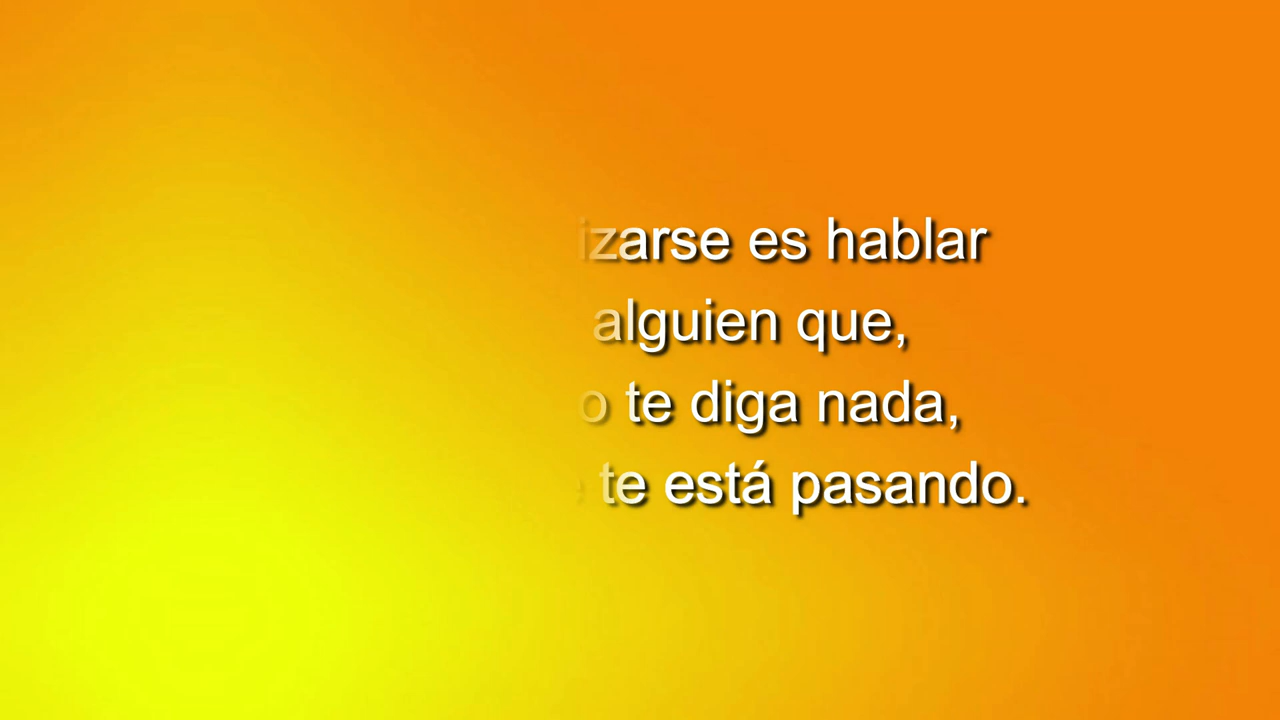 izarse es hablar
alguien que,
o te diga nada,
te está pasando.